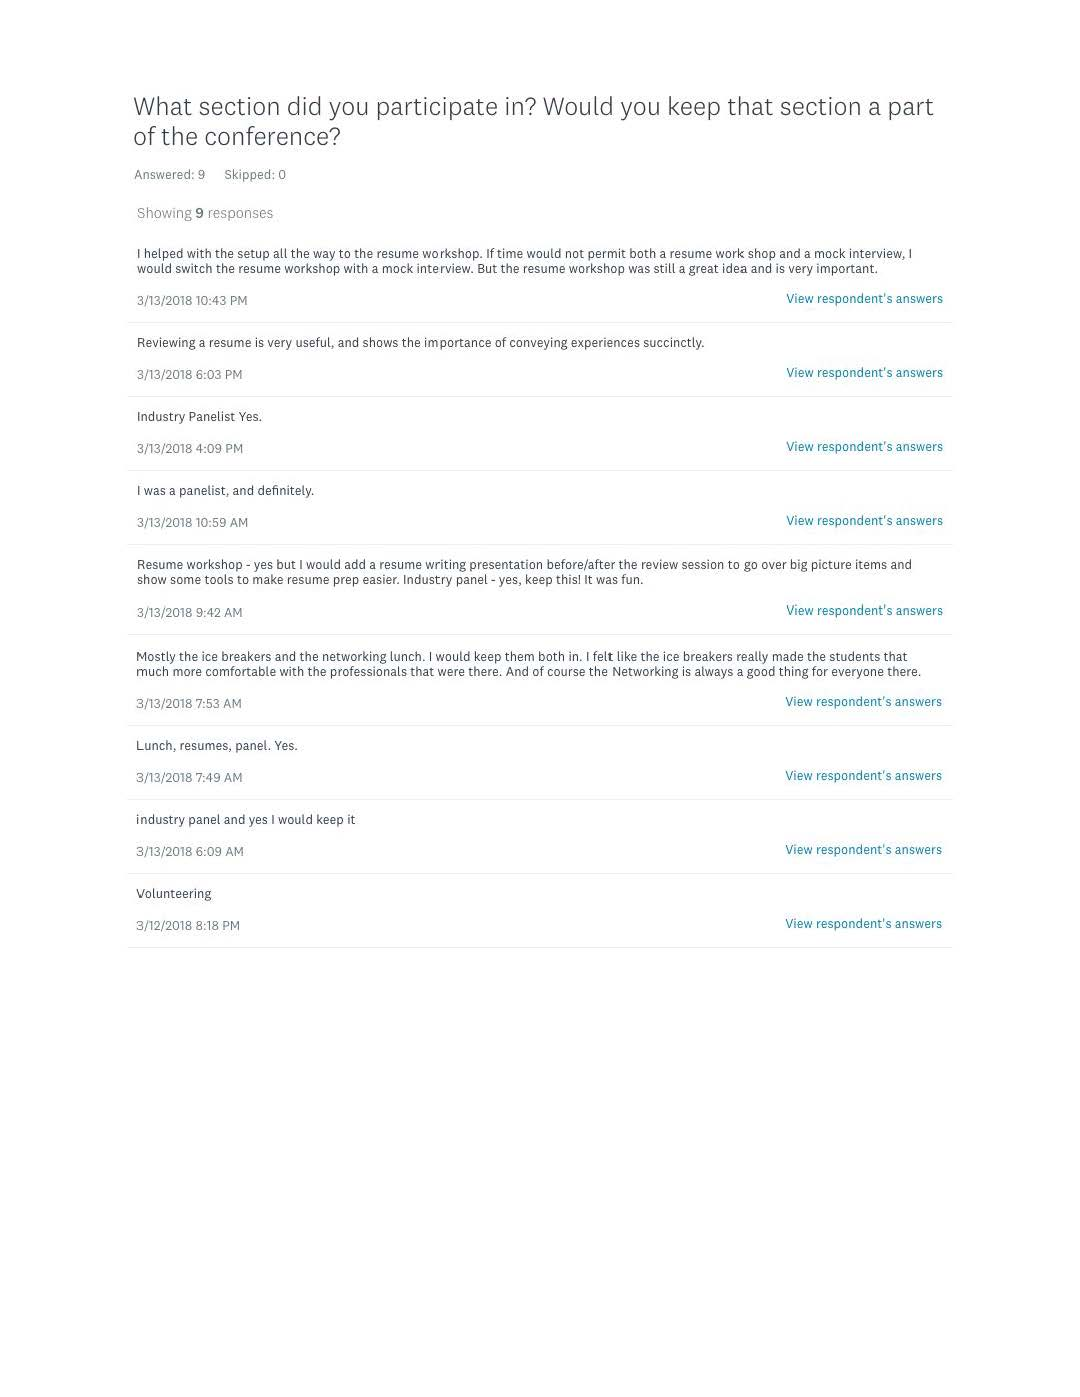 What section did you participate in? Would you keep that section a part
of the conference?
Answered: 9 Skipped: 0
Showing 9 responses
I helped with the setup all the way to the resume workshop. If time would not permit both a resume work shop and a mock interview, I
would switch the resume workshop with a mock interview. But the resume workshop was still a great idea and is very important.
3/13/2018 10:43 PM View respondent's answers
Reviewing a resume is very useful, and shows the importance of conveying experiences succinctly.
3/13/2018 6:03 PM View respondent's answers
Industry Panelist Yes.
3/13/2018 4:09 PM View respondent's answers
I was a panelist, and definitely.
3/13/2018 10:59 AM View respondent's answers
Resume workshop - yes but I would add a resume writing presentation before/after the review session to go over big picture items and
show some tools to make resume prep easier. Industry panel - yes, keep this! It was fun.
3/13/2018 9:42 AM View respondent's answers
Mostly the ice breakers and the networking lunch. I would keep them both in. I felt like the ice breakers really made the students that
much more comfortable with the professionals that were there. And of course the Networking is always a good thing for everyone there.
3/13/2018 7:53 AM View respondent's answers
Lunch, resumes, panel. Yes.
3/13/2018 7:49 AM View respondent's answers
industry panel and yes I would keep it
3/13/2018 6:09 AM View respondent's answers
Volunteering
3/12/2018 8:18 PM View respondent's answers